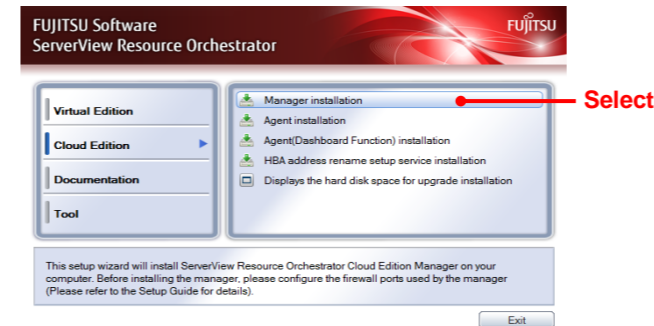 FUJITSU Software
ServerView Resource Orchestrator
FUJITSU
Virtual Edition
Cloud Edition
Documentation
Tool
Manager installation
Agent installation
Agent(Dashboard Function) installation
HBA address rename setup service installation
Displays the hard disk space for upgrade installation
Select
This setup wizard will install ServerView Resource Orchestrator Cloud Edition Manager on your
computer. Before installing the manager, please configure the firewall ports used by the manager
(Please refer to the Setup Guide for details).
Exit